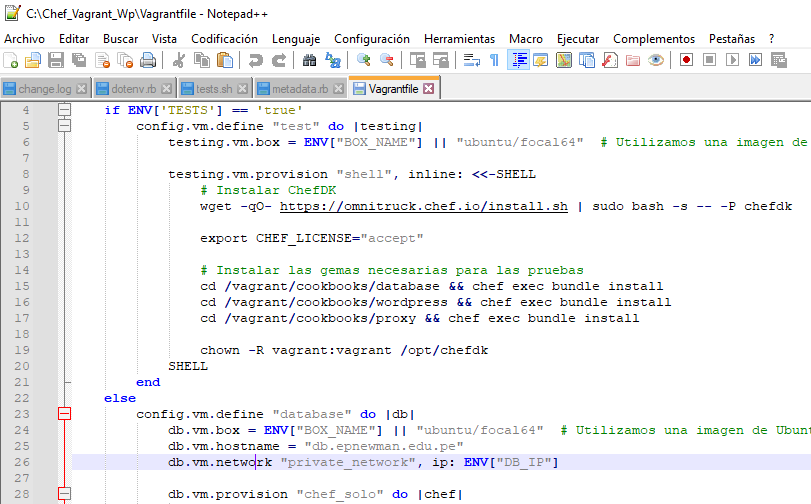 C:\Chef_Vagrant_Wp\Vagrantfile - Notepad++
Archivo Editar Buscar Vista Codificación Lenguaje Configuración Herramientas Macro Ejecutar Complementos Pestañas ?
change.log dotenv.rb tests.sh metadata.rb Vagrantfile
4 if ENV['TESTS'] == 'true'
5 config.vm.define "test" do |testing|
6 testing.vm.box = ENV["BOX_NAME"] || "ubuntu/focal64" # Utilizamos una imagen de
7
8 testing.vm.provision "shell", inline: <<-SHELL
9 # Instalar ChefDK
10 wget -qO- https://omnitruck.chef.io/install.sh | sudo bash -s -- -P chefdk
11
12 export CHEF_LICENSE="accept"
13
14 # Instalar las gemas necesarias para las pruebas
15 cd /vagrant/cookbooks/database && chef exec bundle install
16 cd /vagrant/cookbooks/wordpress && chef exec bundle install
17 cd /vagrant/cookbooks/proxy && chef exec bundle install
18
19 chown -R vagrant:vagrant /opt/chefdk
20 SHELL
21 end
22 else
23 config.vm.define "database" do |db|
24 db.vm.box = ENV["BOX_NAME"] || "ubuntu/focal64" # Utilizamos una imagen de Ubun
25 db.vm.hostname = "db.epnewman.edu.pe"
26 db.vm.network "private_network", ip: ENV["DB_IP"]
27
28 db.vm.provision "chef_solo" do |chef|